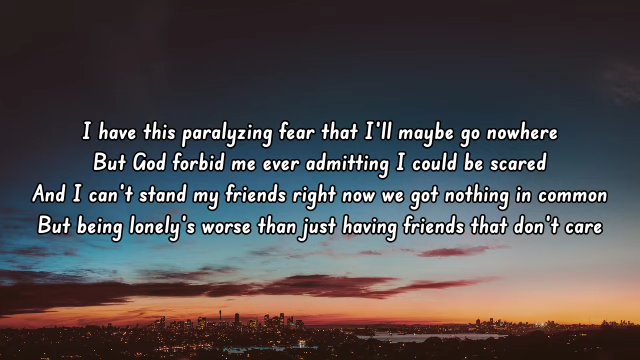 I have this paralyzing fear that I'll maybe go nowhere
But God forbid me ever admitting I could be scared
And I can't stand my friends right now we got nothing in common
But being lonely's worse than just having friends that don't care